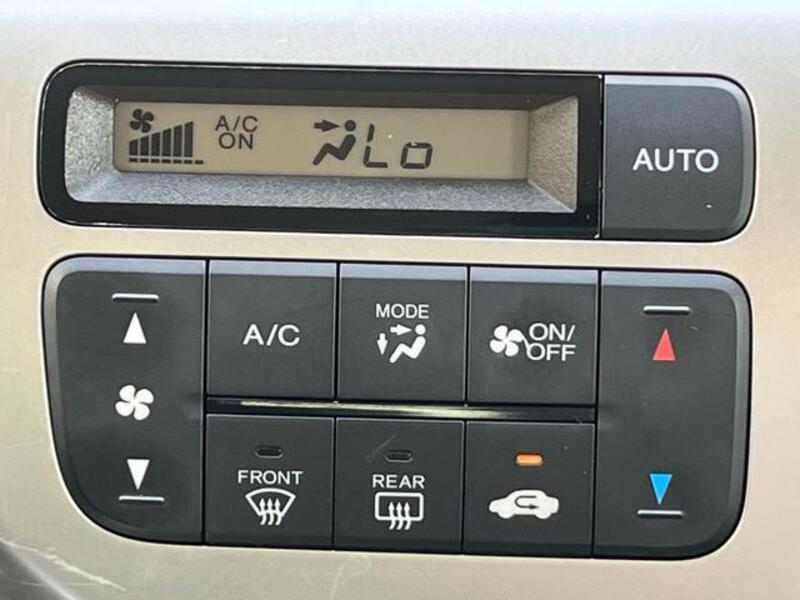 A/C
ON
Lo
AUTO
A/C
MODE
ON/
OFF
FRONT
REAR